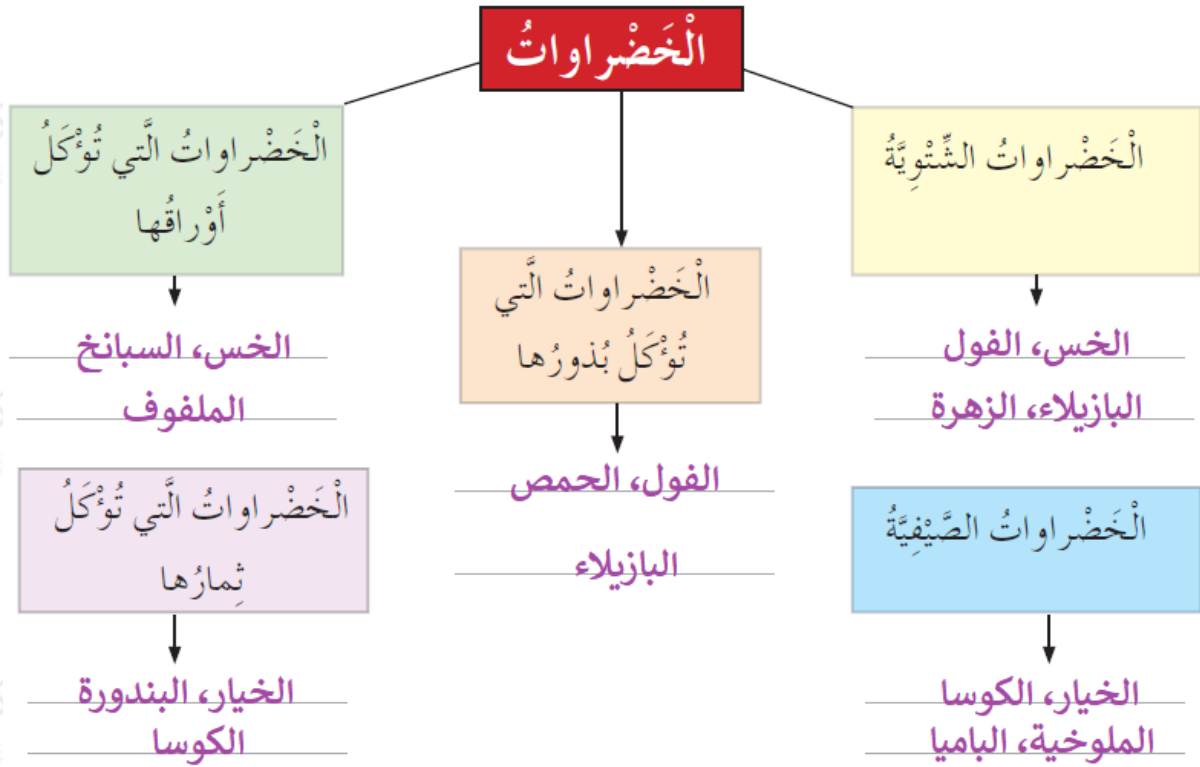 الْخَضْراواتُ
الْخَضْراواتُ الشِّتْوِيَّةُ
الخس، الفول
البازيلاء، الزهرة
الْخَضْراواتُ الصَّيْفِيَّةُ
الخيار، الكوسا
الملوخية، الباميا
الْخَضْراواتُ الَّتي
تُؤْكَلُ بُذورُها
الفول، الحمص
البازيلاء
الْخَضْراواتُ الَّتي تُؤْكَلُ
أَوْراقُها
الخس، السبانخ
الملفوف
الْخَضْراواتُ الَّتي تُؤْكَلُ
ثِمارُها
الخيار، البندورة
الكوسا